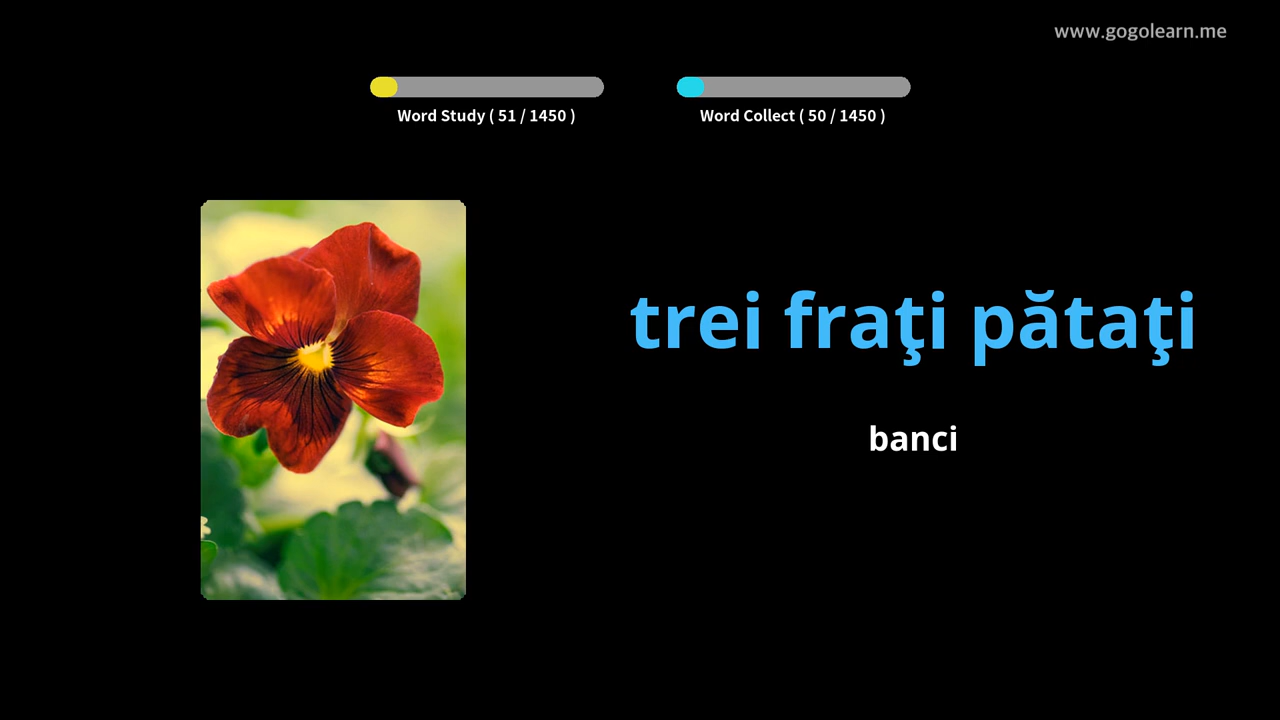 www.gogolearn.me
Word Study ( 51 / 1450 )
Word Collect ( 50 / 1450 )
trei fraţi pătaţi
banci